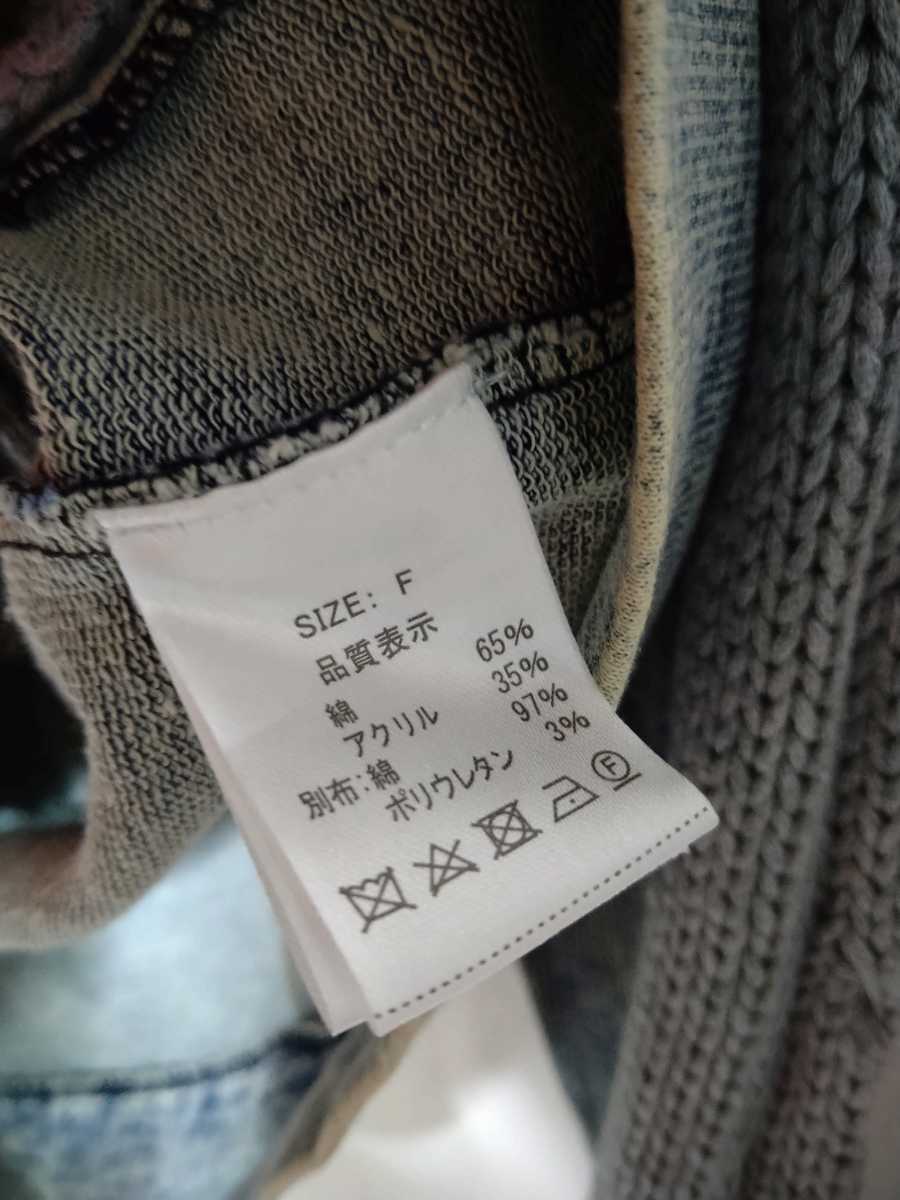 SIZE: F
品質表示
綿 65%
アクリル 35%
別布:綿 97%
ポリウレタン 3%
F